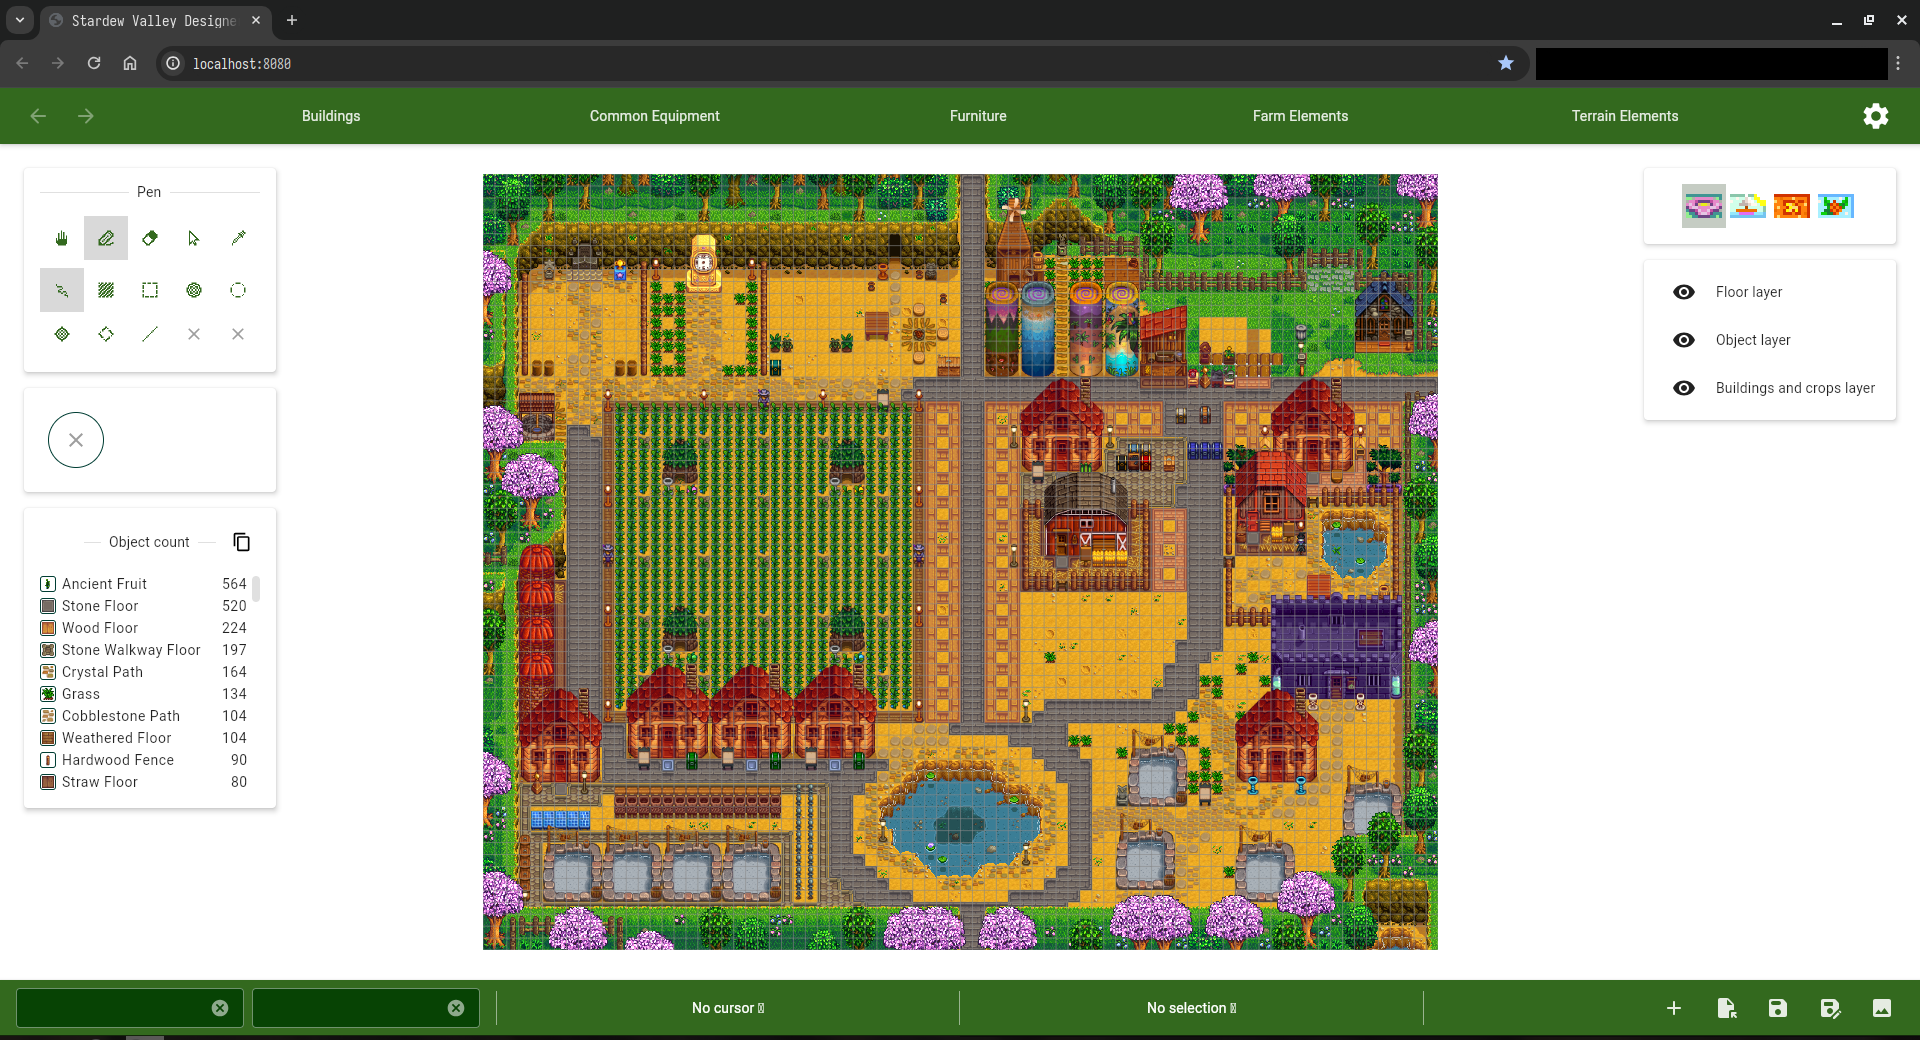 Stardew Valley Designe
localhost:8080
Buildings
Common Equipment
Furniture
Farm Elements
Terrain Elements
Pen
Object count
Ancient Fruit 564
Stone Floor 520
Wood Floor 224
Stone Walkway Floor 197
Crystal Path 164
Grass 134
Cobblestone Path 104
Weathered Floor 104
Hardwood Fence 90
Straw Floor 80
Floor layer
Object layer
Buildings and crops layer
No cursor
No selection